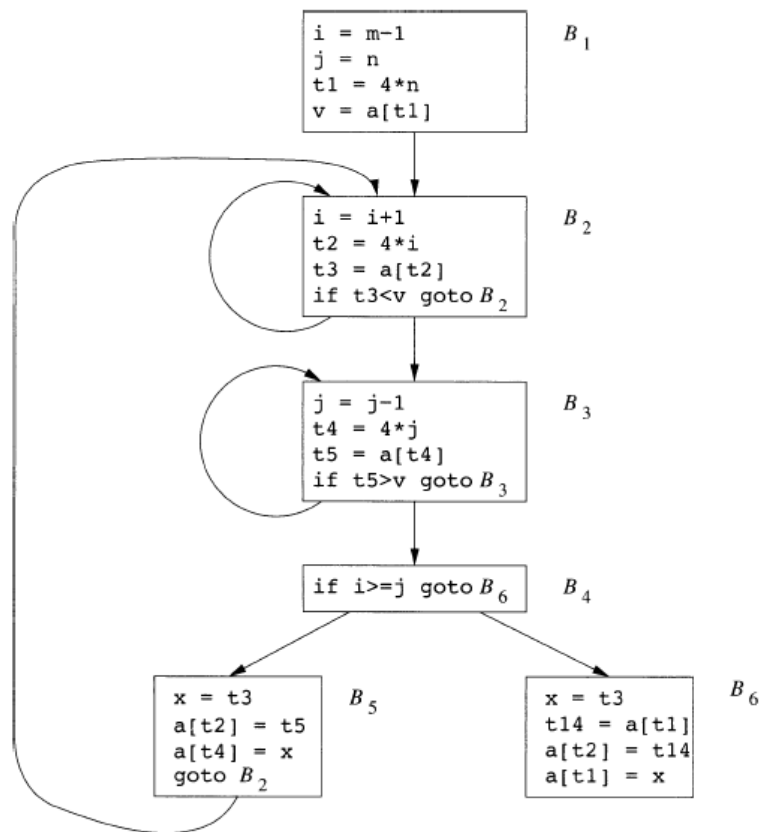 i = m-1
j = n
t1 = 4*n
v = a[t1]
B1
i = i+1
t2 = 4*i
t3 = a[t2]
if t3<v goto B2
B2
j = j-1
t4 = 4*j
t5 = a[t4]
if t5>v goto B3
B3
if i>=j goto B6
B4
x = t3
a[t2] = t5
a[t4] = x
goto B2
B5
x = t3
t14 = a[t1]
a[t2] = t14
a[t1] = x
B6